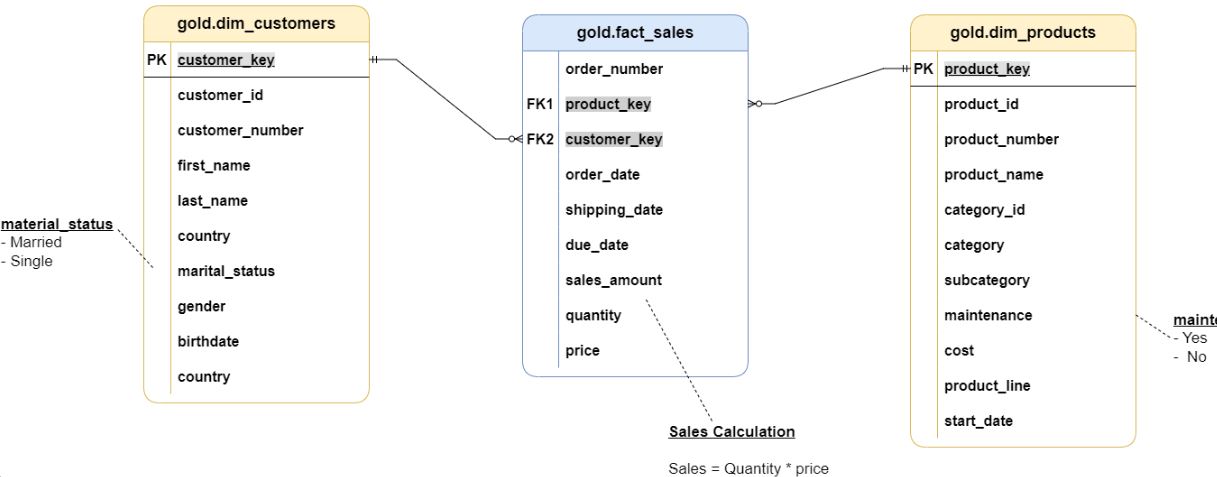 gold.dim_customers
PK customer_key
customer_id
customer_number
first_name
last_name
country
marital_status
gender
birthdate
country
material_status
- Married
- Single
gold.fact_sales
order_number
FK1 product_key
FK2 customer_key
order_date
shipping_date
due_date
sales_amount
quantity
price
Sales Calculation
Sales = Quantity * price
gold.dim_products
PK product_key
product_id
product_number
product_name
category_id
category
subcategory
maintenance
cost
product_line
start_date
mainte
- Yes
- No